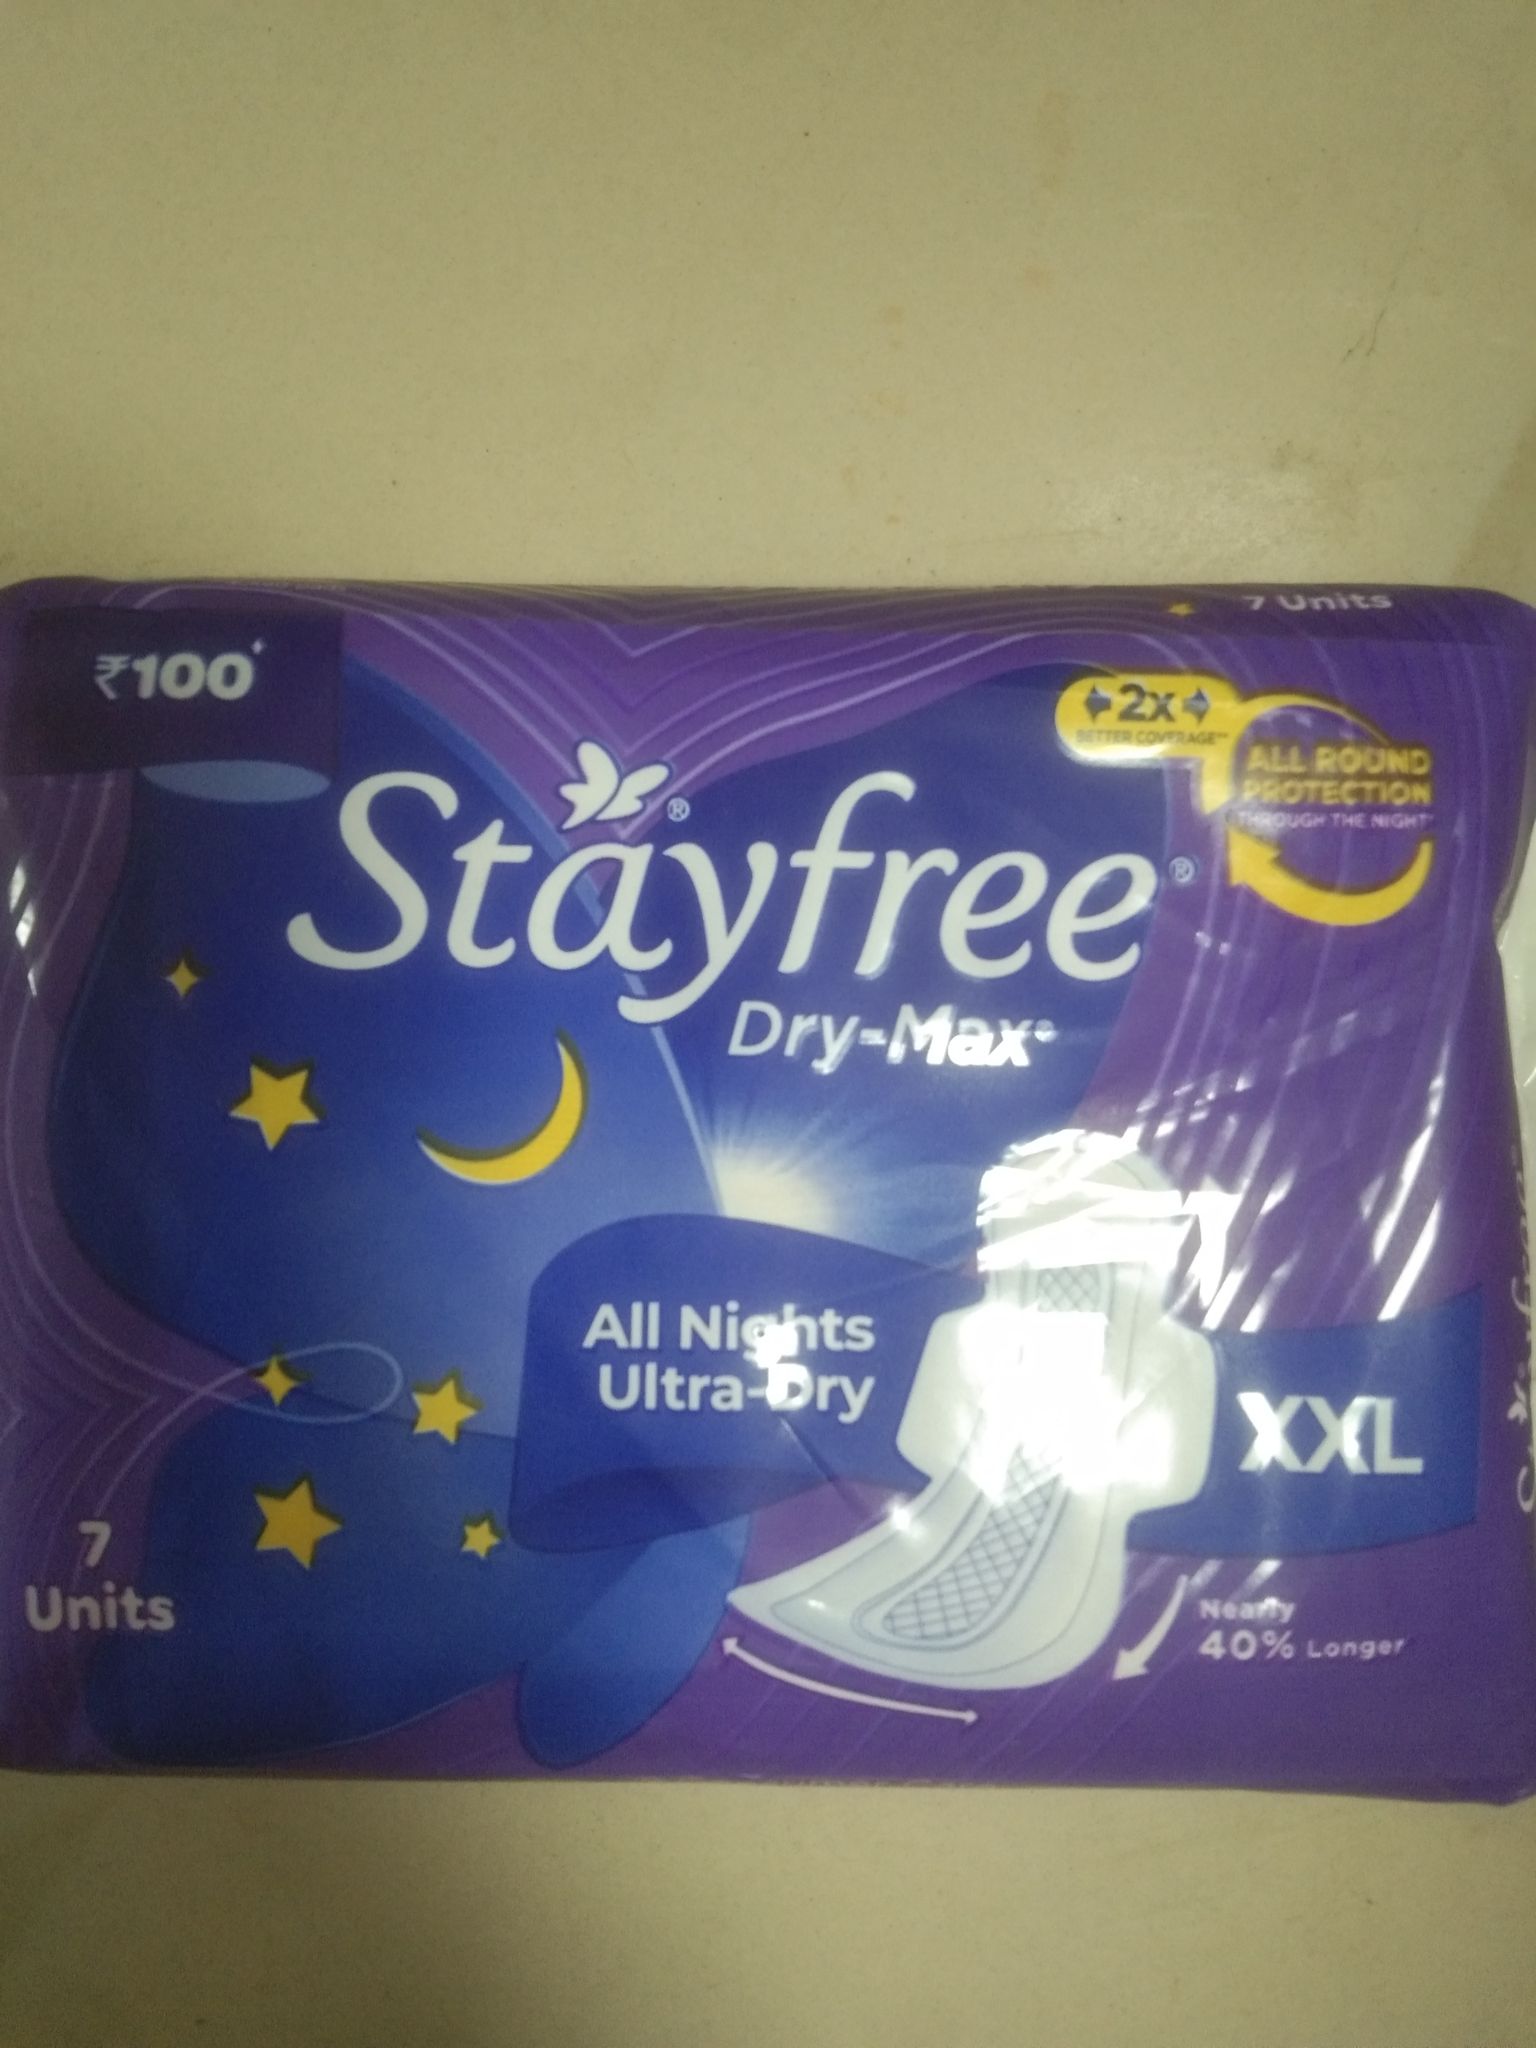 7 Units
₹100+
2x
BETTER COVERAGE**
ALL ROUND
PROTECTION
THROUGH THE NIGHT*
Stayfree®
Dry-Max®
All Nights
Ultra-Dry
XXL
7
Units
Nearly
40% Longer